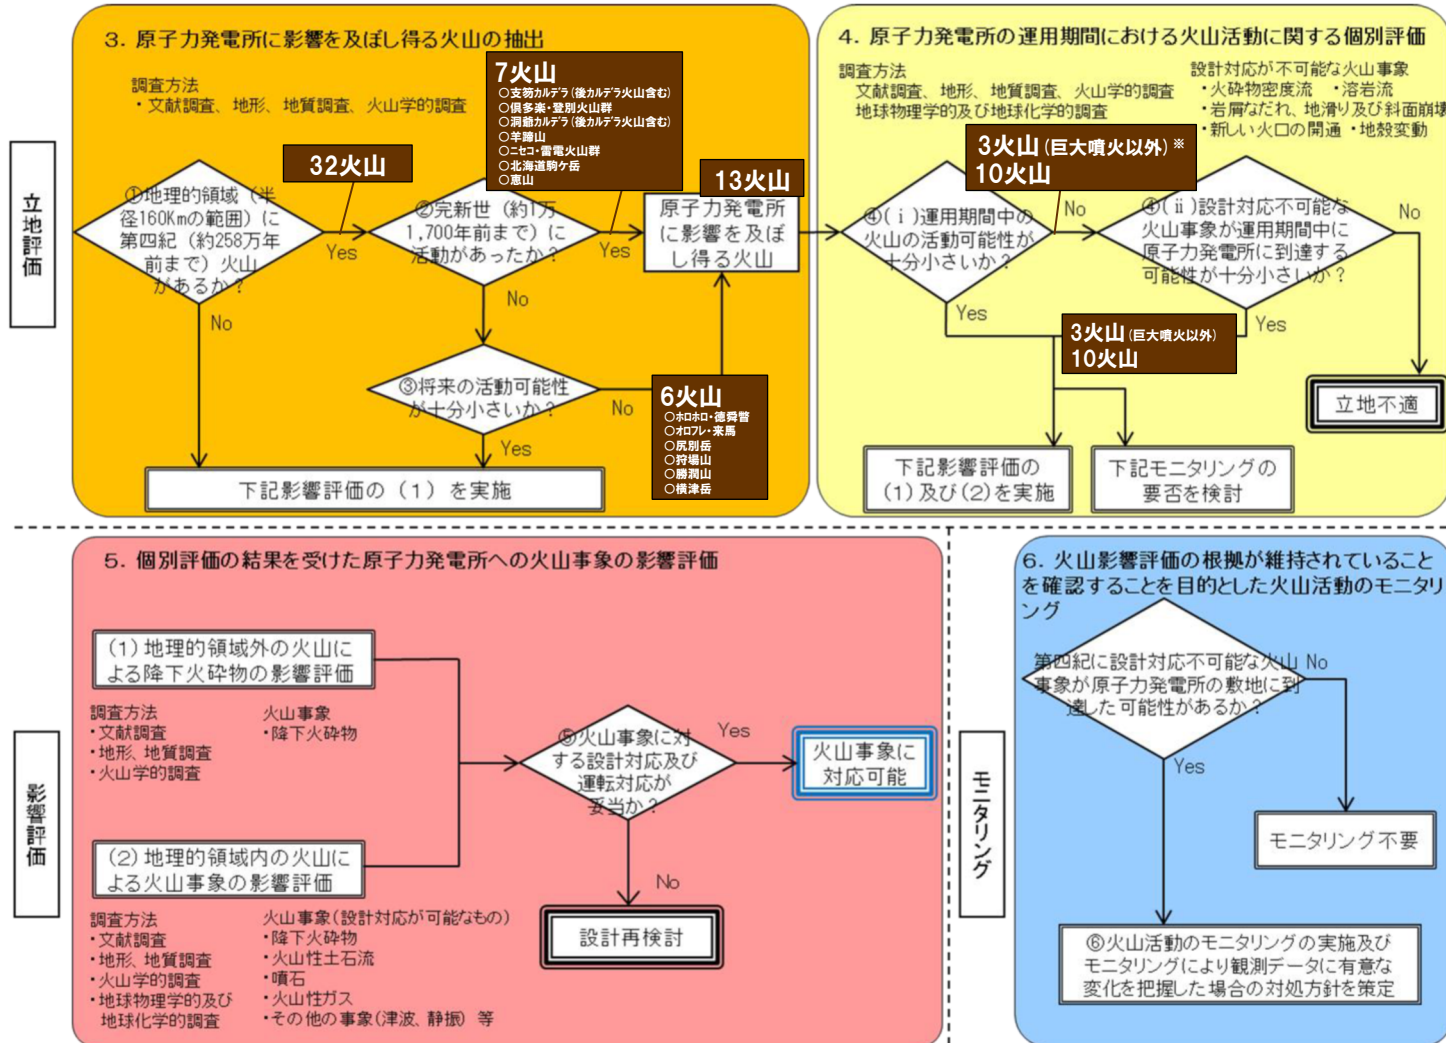 3. 原子力発電所に影響を及ぼし得る火山の抽出
調査方法
・文献調査、地形、地質調査、火山学的調査
7火山
○支笏カルデラ(後カルデラ火山含む)
○倶多楽・登別火山群
○洞爺カルデラ(後カルデラ火山含む)
○羊蹄山
○ニセコ・雷電火山群
○北海道駒ケ岳
○恵山
32火山
13火山
立地評価
①地理的領域（半
径160Kmの範囲）に
第四紀（約258万年
前まで）火山
があるか？
Yes
No
②完新世（約1万
1,700年前まで）に
活動があったか？
Yes
No
原子力発電所
に影響を及ぼ
し得る火山
③将来の活動可能性
が十分小さいか？
No
Yes
6火山
○ホロホロ・徳舜瞥
○オロフレ・来馬
○尻別岳
○狩場山
○勝澗山
○横津岳
下記影響評価の（1）を実施
4. 原子力発電所の運用期間における火山活動に関する個別評価
調査方法
文献調査、地形、地質調査、火山学的調査
地球物理学的及び地球化学的調査
設計対応が不可能な火山事象
・火砕物密度流　・溶岩流
・岩屑なだれ、地滑り及び斜面崩壊
・新しい火口の開通 ・地殻変動
3火山 (巨大噴火以外) ※
10火山
④(ⅰ)運用期間中の
火山の活動可能性が
十分小さいか？
No
Yes
④(ⅱ)設計対応不可能な
火山事象が運用期間中に
原子力発電所に到達する
可能性が十分小さいか？
No
Yes
3火山 (巨大噴火以外)
10火山
立地不適
下記影響評価の
(1)及び(2)を実施
下記モニタリングの
要否を検討
5. 個別評価の結果を受けた原子力発電所への火山事象の影響評価
影響評価
(1)地理的領域外の火山に
よる降下火砕物の影響評価
調査方法
・文献調査
・地形、地質調査
・火山学的調査
火山事象
・降下火砕物
(2)地理的領域内の火山に
よる火山事象の影響評価
調査方法
・文献調査
・地形、地質調査
・火山学的調査
・地球物理学的及び
地球化学的調査
火山事象(設計対応が可能なもの)
・降下火砕物
・火山性土石流
・噴石
・火山性ガス
・その他の事象(津波、静振) 等
⑤火山事象に対
する設計対応及び
運転対応が
妥当か？
Yes
No
火山事象に
対応可能
設計再検討
6. 火山影響評価の根拠が維持されていること
を確認することを目的とした火山活動のモニタリ
ング
モニタリング
第四紀に設計対応不可能な火山
事象が原子力発電所の敷地に到
達した可能性があるか？
No
Yes
モニタリング不要
⑥火山活動のモニタリングの実施及び
モニタリングにより観測データに有意な
変化を把握した場合の対処方針を策定